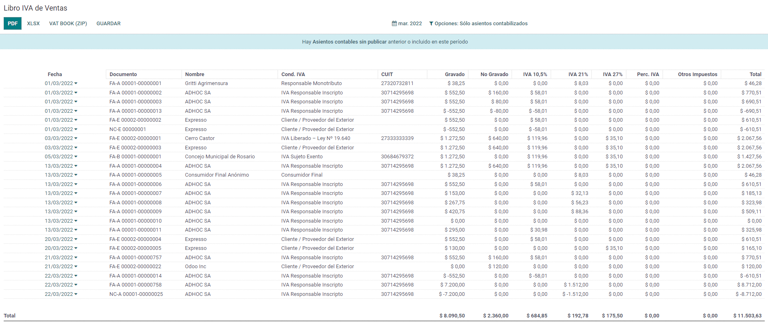 Libro IVA de Ventas
PDF XLSX VAT BOOK (ZIP) GUARDAR mar. 2022 Opciones: Sólo asientos contabilizados
Hay Asientos contables sin publicar anterior o incluido en este período
Fecha Documento Nombre Cond. IVA CUIT Gravado No Gravado IVA 10,5% IVA 21% IVA 27% Perc. IVA Otros Impuestos Total
01/03/2022 FA-A 00001-00000001 Gritti Agrimensura Responsable Monotributo 27320732811 $ 38,25 $ 0,00 $ 0,00 $ 8,03 $ 0,00 $ 0,00 $ 0,00 $ 46,28
01/03/2022 FA-A 00001-00000002 ADHOC SA IVA Responsable Inscripto 30714295698 $ 552,50 $ 160,00 $ 58,01 $ 0,00 $ 0,00 $ 0,00 $ 0,00 $ 770,51
01/03/2022 FA-A 00001-00000003 ADHOC SA IVA Responsable Inscripto 30714295698 $ 552,50 $ 80,00 $ 58,01 $ 0,00 $ 0,00 $ 0,00 $ 0,00 $ 690,51
01/03/2022 FA-A 00001-00000013 ADHOC SA IVA Responsable Inscripto 30714295698 $ -552,50 $ -80,00 $ -58,01 $ 0,00 $ 0,00 $ 0,00 $ 0,00 $ -690,51
01/03/2022 FA-E 00002-00000002 Expresso Cliente / Proveedor del Exterior $ 552,50 $ 0,00 $ 58,01 $ 0,00 $ 0,00 $ 0,00 $ 0,00 $ 610,51
01/03/2022 NC-E 00000001 Expresso Cliente / Proveedor del Exterior $ -552,50 $ 0,00 $ -58,01 $ 0,00 $ 0,00 $ 0,00 $ 0,00 $ -610,51
03/03/2022 FA-E 00002-00000001 Cerro Castor IVA Liberado – Ley Nº 19.640 27333333339 $ 1.272,50 $ 640,00 $ 119,96 $ 0,00 $ 35,10 $ 0,00 $ 0,00 $ 2.067,56
03/03/2022 FA-E 00002-00000003 Expresso Cliente / Proveedor del Exterior $ 1.272,50 $ 640,00 $ 119,96 $ 0,00 $ 35,10 $ 0,00 $ 0,00 $ 2.067,56
05/03/2022 FA-B 00001-00000001 Concejo Municipal de Rosario IVA Sujeto Exento 30684679372 $ 1.272,50 $ 0,00 $ 119,96 $ 0,00 $ 35,10 $ 0,00 $ 0,00 $ 1.427,56
13/03/2022 FA-A 00001-00000004 ADHOC SA IVA Responsable Inscripto 30714295698 $ 1.272,50 $ 640,00 $ 119,96 $ 0,00 $ 35,10 $ 0,00 $ 0,00 $ 2.067,56
13/03/2022 FA-A 00001-00000005 Consumidor Final Anónimo Consumidor Final $ 38,25 $ 0,00 $ 0,00 $ 8,03 $ 0,00 $ 0,00 $ 0,00 $ 46,28
13/03/2022 FA-A 00001-00000006 ADHOC SA IVA Responsable Inscripto 30714295698 $ 552,50 $ 0,00 $ 58,01 $ 0,00 $ 0,00 $ 0,00 $ 0,00 $ 610,51
13/03/2022 FA-A 00001-00000007 ADHOC SA IVA Responsable Inscripto 30714295698 $ 153,00 $ 0,00 $ 0,00 $ 32,13 $ 0,00 $ 0,00 $ 0,00 $ 185,13
13/03/2022 FA-A 00001-00000008 ADHOC SA IVA Responsable Inscripto 30714295698 $ 267,75 $ 0,00 $ 0,00 $ 56,23 $ 0,00 $ 0,00 $ 0,00 $ 323,98
13/03/2022 FA-A 00001-00000009 ADHOC SA IVA Responsable Inscripto 30714295698 $ 420,75 $ 0,00 $ 0,00 $ 88,36 $ 0,00 $ 0,00 $ 0,00 $ 509,11
13/03/2022 FA-A 00001-00000010 ADHOC SA IVA Responsable Inscripto 30714295698 $ 0,00 $ 0,00 $ 0,00 $ 0,00 $ 0,00 $ 0,00 $ 0,00 $ 0,00
13/03/2022 FA-A 00001-00000011 ADHOC SA IVA Responsable Inscripto 30714295698 $ 295,00 $ 0,00 $ 30,98 $ 0,00 $ 0,00 $ 0,00 $ 0,00 $ 325,98
20/03/2022 FA-E 00002-00000004 Expresso Cliente / Proveedor del Exterior $ 552,50 $ 0,00 $ 58,01 $ 0,00 $ 0,00 $ 0,00 $ 0,00 $ 610,51
20/03/2022 FA-E 00002-00000005 Expresso Cliente / Proveedor del Exterior $ 130,00 $ 0,00 $ 0,00 $ 0,00 $ 35,10 $ 0,00 $ 0,00 $ 165,10
21/03/2022 FA-A 00001-00000757 ADHOC SA IVA Responsable Inscripto 30714295698 $ 552,50 $ 160,00 $ 58,01 $ 0,00 $ 0,00 $ 0,00 $ 0,00 $ 770,51
21/03/2022 FA-E 00002-00000022 Odoo Inc Cliente / Proveedor del Exterior $ 0,00 $ 120,00 $ 0,00 $ 0,00 $ 0,00 $ 0,00 $ 0,00 $ 120,00
22/03/2022 FA-A 00001-00000014 ADHOC SA IVA Responsable Inscripto 30714295698 $ -552,50 $ 0,00 $ -58,01 $ 0,00 $ 0,00 $ 0,00 $ 0,00 $ -610,51
22/03/2022 FA-A 00001-00000758 ADHOC SA IVA Responsable Inscripto 30714295698 $ 7.200,00 $ 0,00 $ 0,00 $ 1.512,00 $ 0,00 $ 0,00 $ 0,00 $ 8.712,00
22/03/2022 NC-A 00001-00000025 ADHOC SA IVA Responsable Inscripto 30714295698 $ -7.200,00 $ 0,00 $ 0,00 $ -1.512,00 $ 0,00 $ 0,00 $ 0,00 $ -8.712,00
Total $ 8.090,50 $ 2.360,00 $ 684,85 $ 192,78 $ 175,50 $ 0,00 $ 0,00 $ 11.503,63